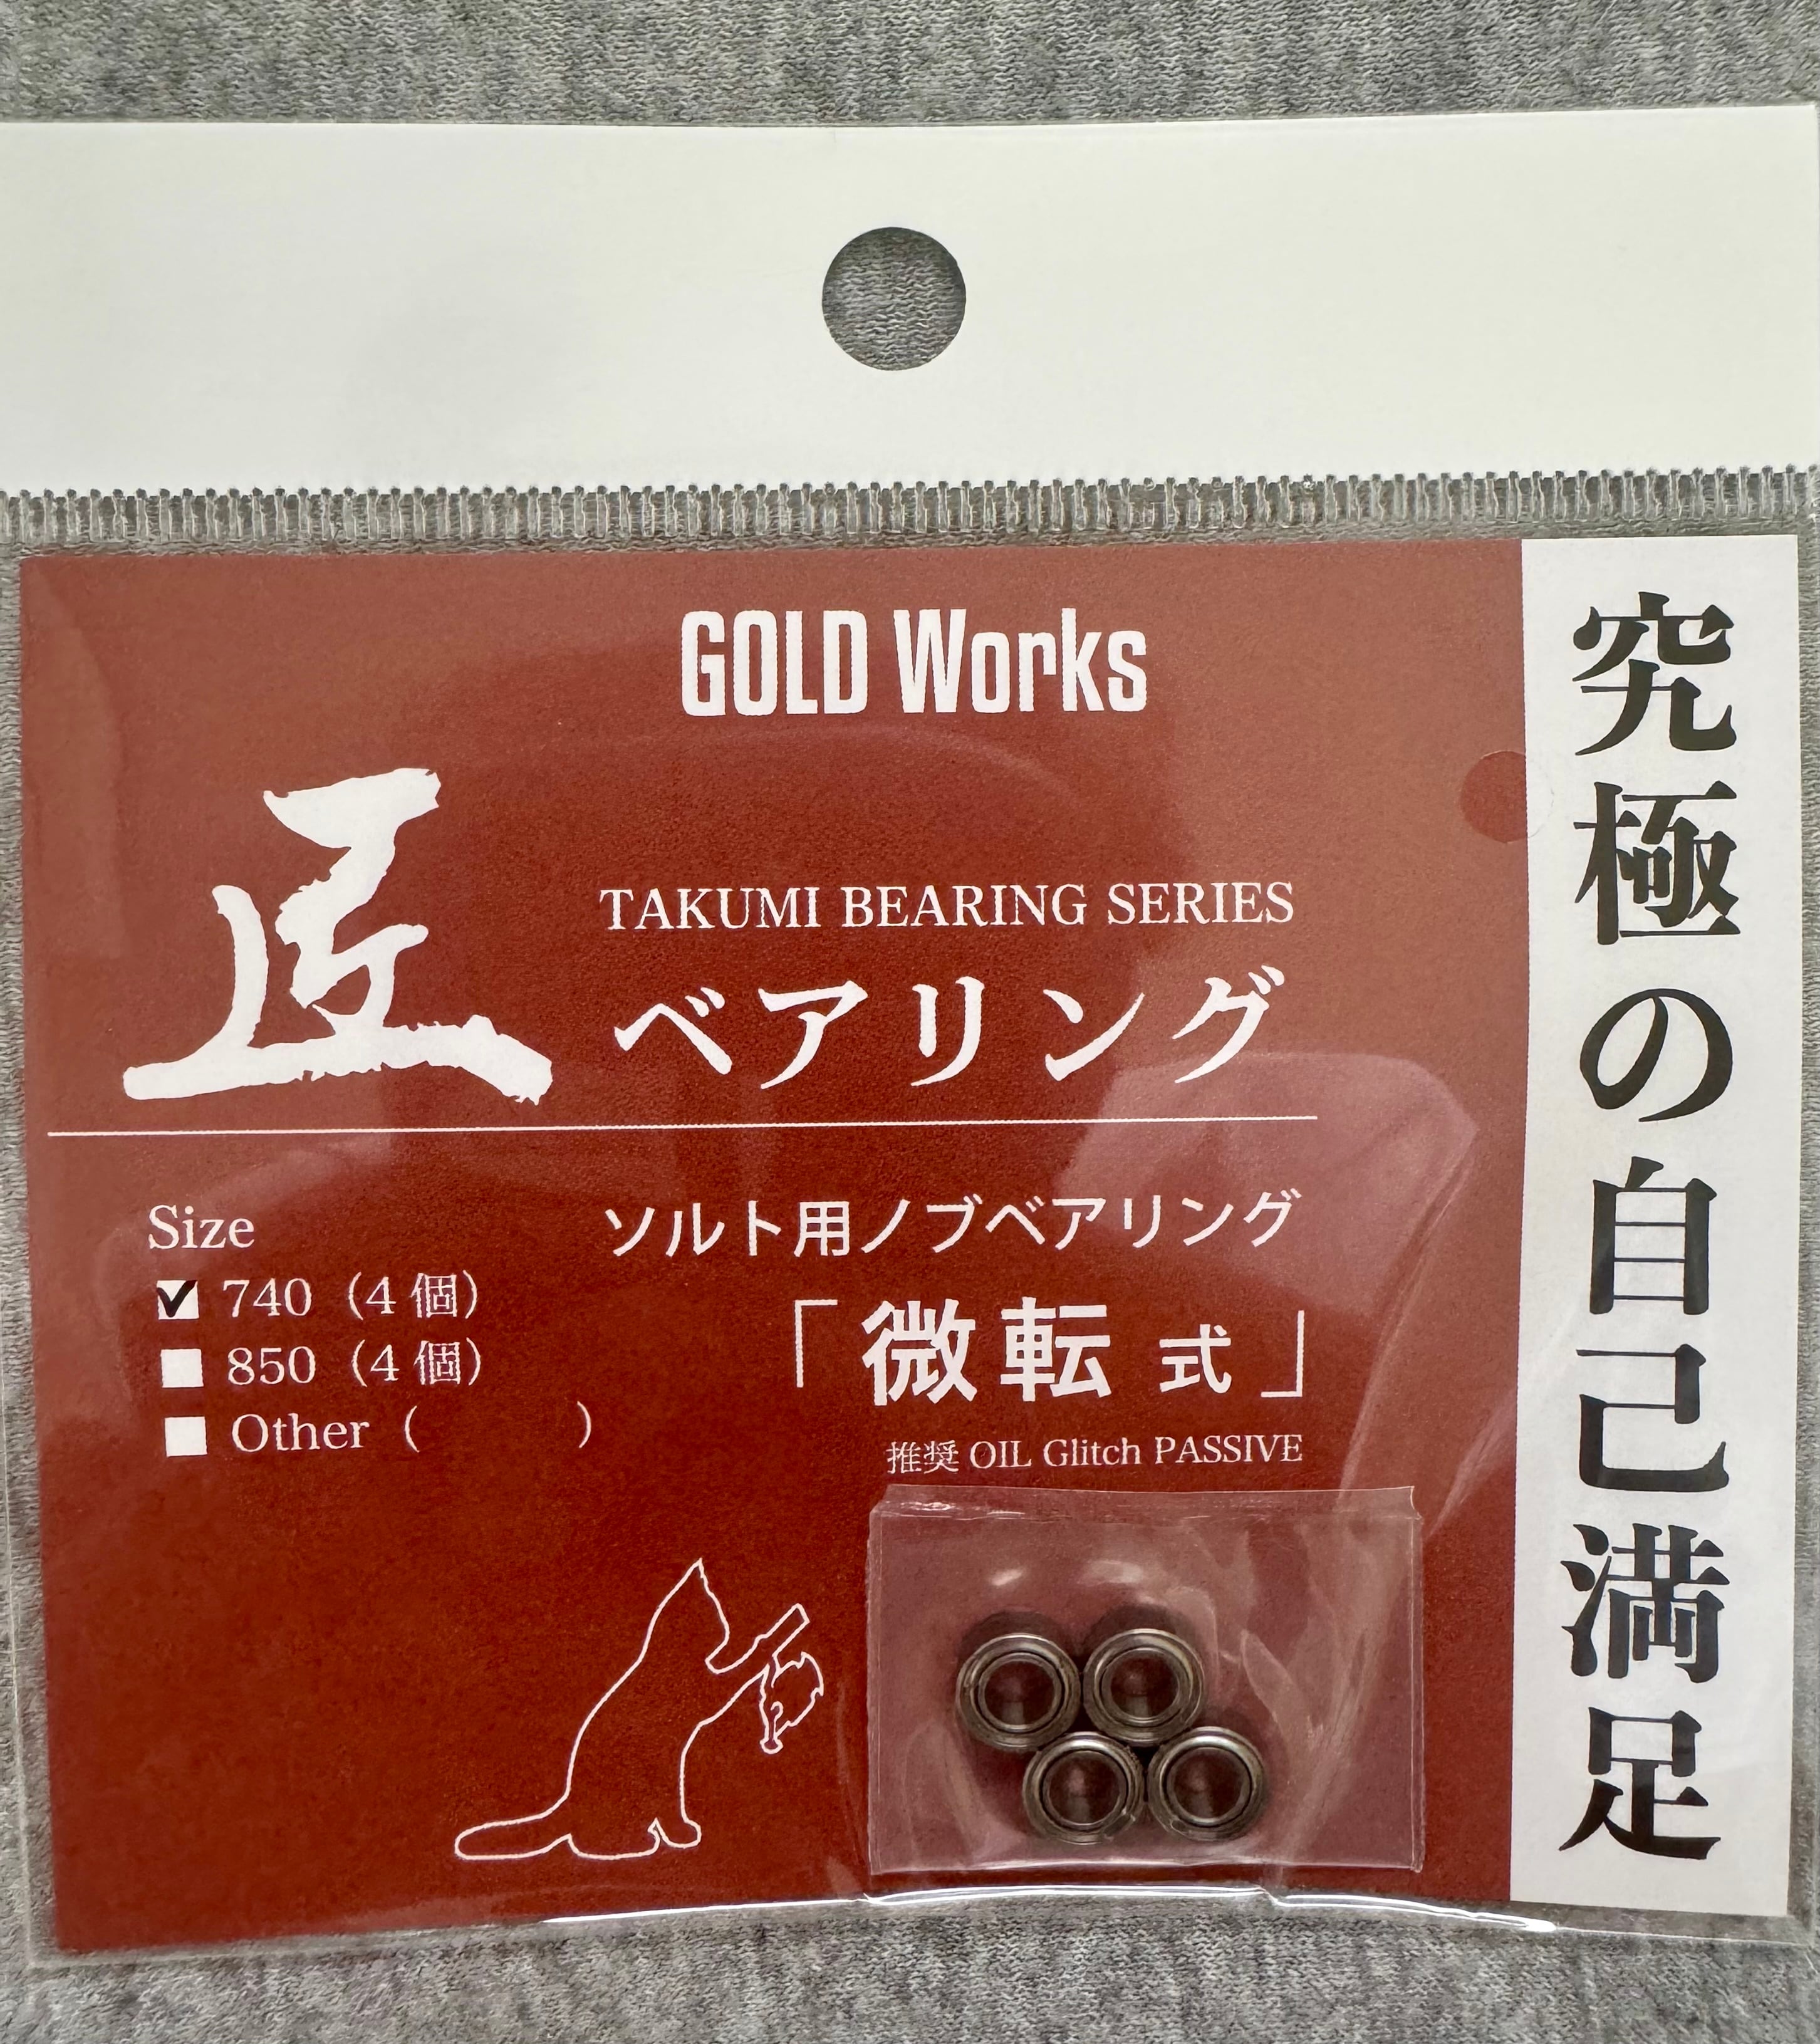 GOLD Works
匠
TAKUMI BEARING SERIES
ベアリング
Size
740（4 個）
850（4 個）
Other（　　　）
ソルト用ノブベアリング
「微転 式」
推奨 OIL Glitch PASSIVE
究極の自己満足